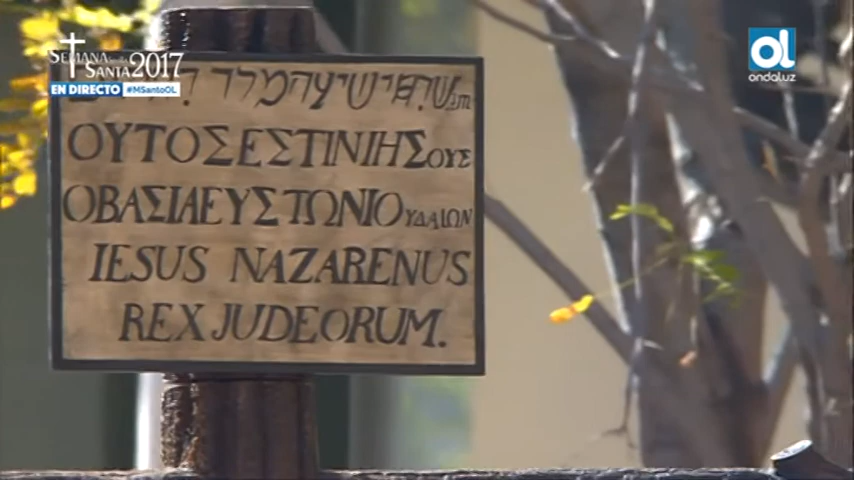 SEMANA SANTA 2017
EN DIRECTO #MSantoOL
OL
andaluz
ΟΥΤΟΣΕΣΤΙΝΙΗΣΟΥΣ
ΟΒΑΣΙΛΕΥΣΤΩΝΙΟΥΔΑΙΩΝ
IESUS NAZARENUS
REX JUDEORUM.